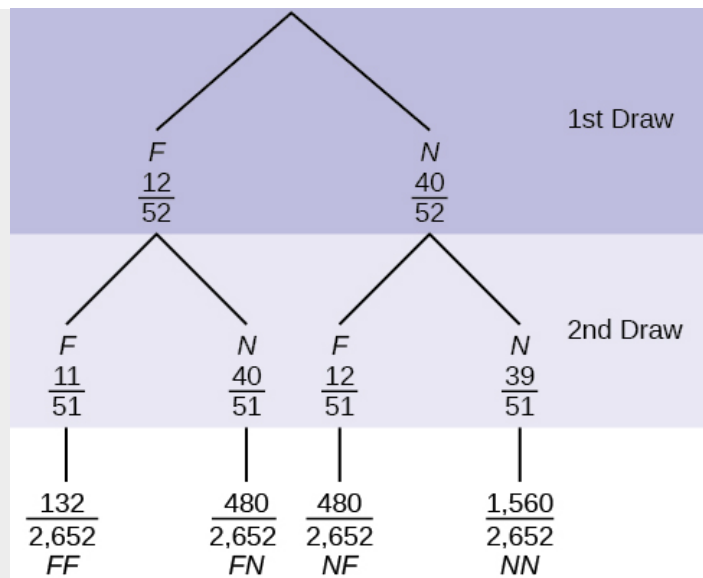 1st Draw
F N
12 40
52 52
2nd Draw
F N F N
11 40 12 39
51 51 51 51
132 480 480 1,560
2,652 2,652 2,652 2,652
FF FN NF NN